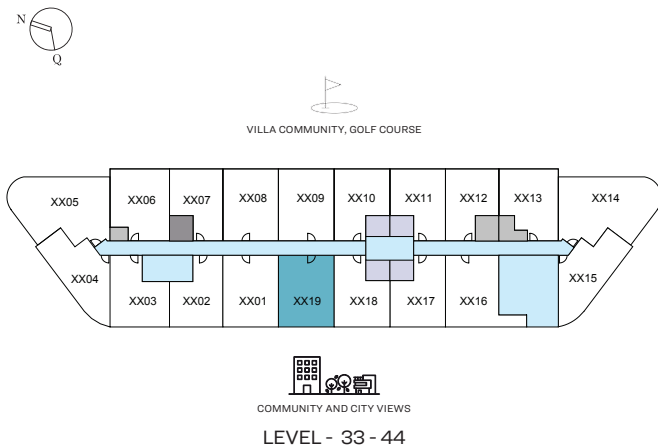 N
Q
VILLA COMMUNITY, GOLF COURSE
XX05 XX06 XX07 XX08 XX09 XX10 XX11 XX12 XX13 XX14
XX04 XX03 XX02 XX01 XX19 XX18 XX17 XX16 XX15
COMMUNITY AND CITY VIEWS
LEVEL - 33 - 44